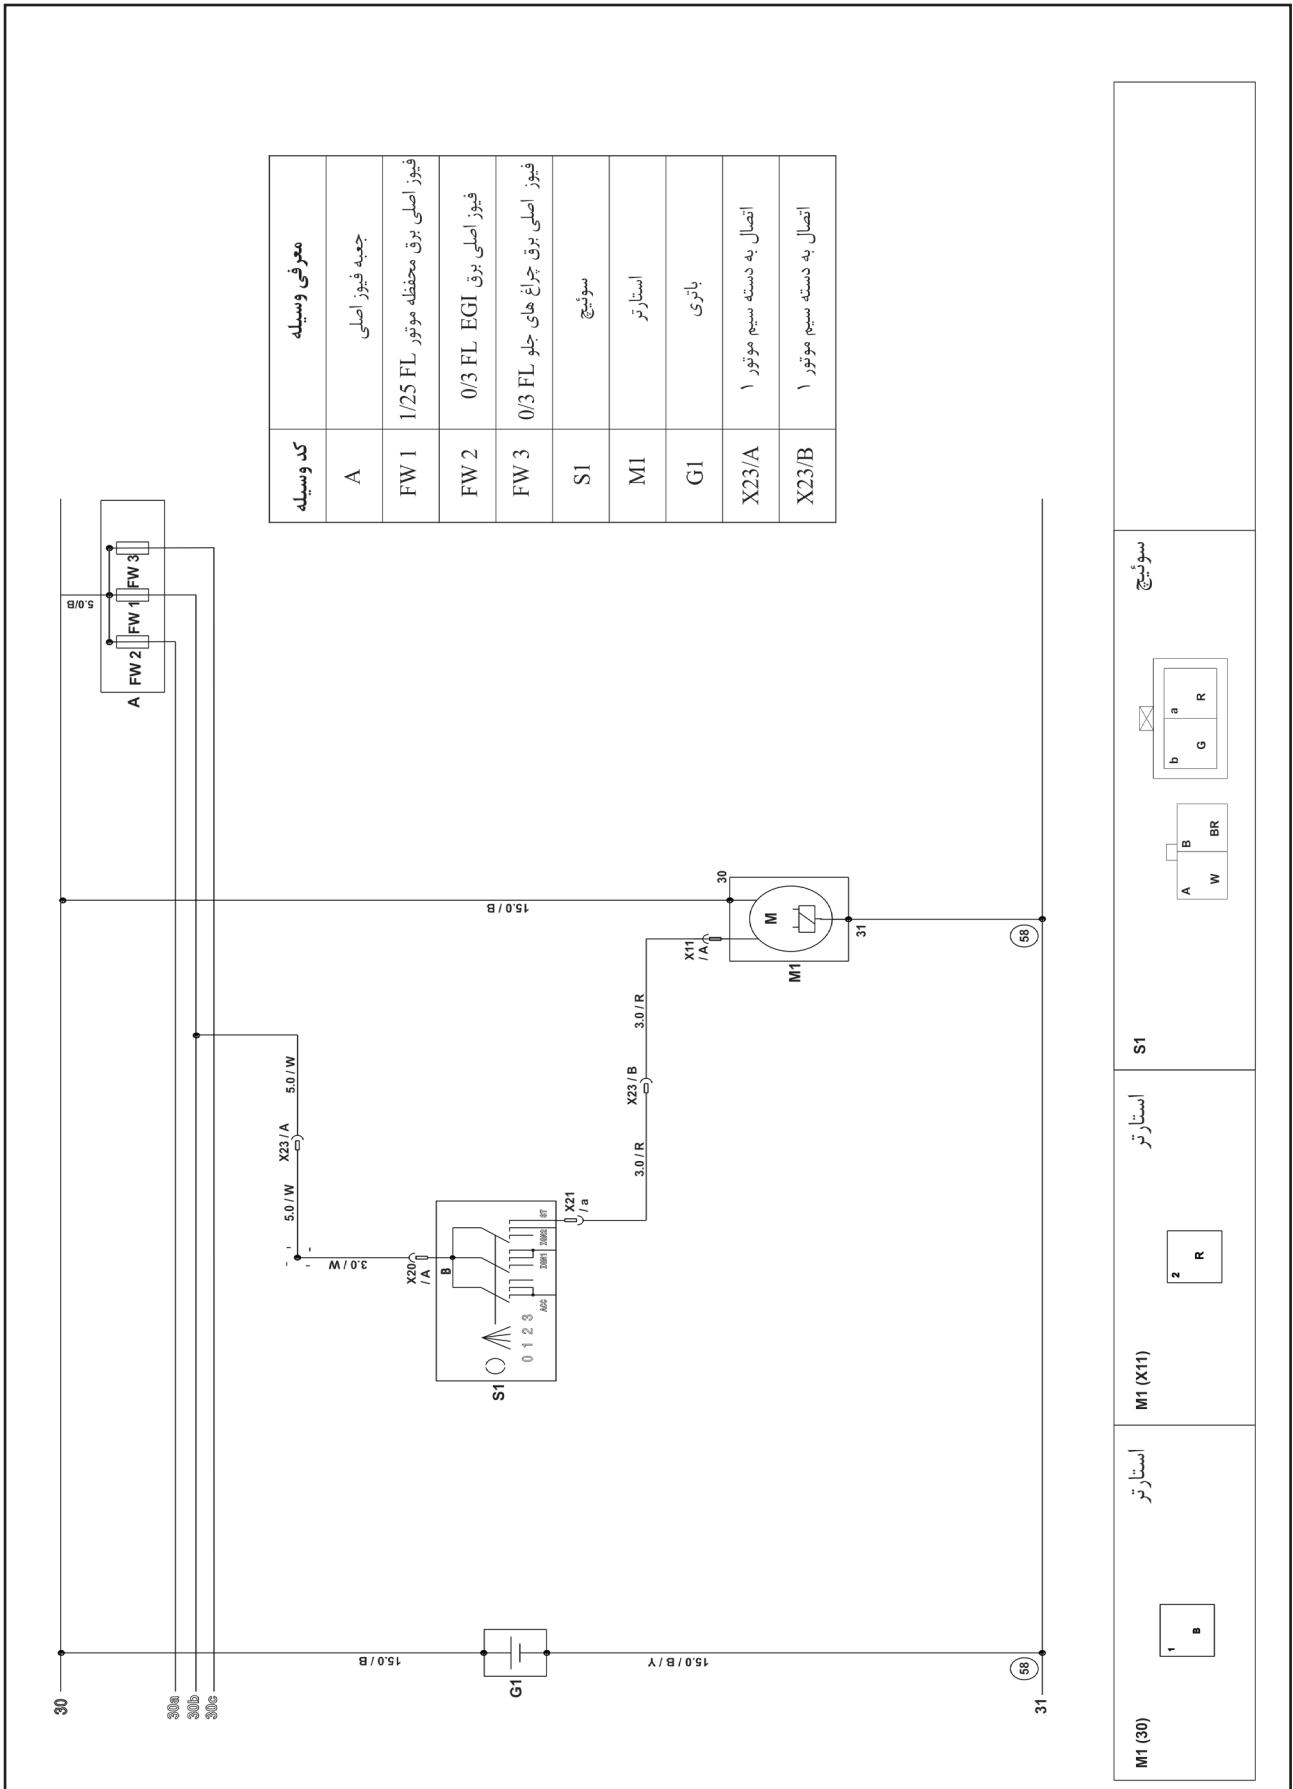 کد وسیله
معرفی وسیله
A
جعبه فیوز اصلی
FW 1
فیوز اصلی برق محفظه موتور 1/25 FL
FW 2
فیوز اصلی برق 0/3 FL EGI
FW 3
فیوز اصلی برق چراغ های جلو 0/3 FL
S1
سوئیچ
M1
استارتر
G1
باتری
X23/A
اتصال به دسته سیم موتور ۱
X23/B
اتصال به دسته سیم موتور ۱
30
30a
30b
30c
5.0/B
FW 2
FW 1
FW 3
A
15.0 / B
G1
15.0 / B / Y
58
31
5.0 / W
X23 / A
5.0 / W
3.0 / W
X20
/ A
B
ACC
IGN1
IGN2
ST
0 1 2 3
S1
X21
/ a
3.0 / R
X23 / B
3.0 / R
X11
/ A
15.0 / B
30
M
M1
31
58
M1 (30)
استارتر
1
B
M1 (X11)
استارتر
2
R
S1
سوئیچ
A
B
W
BR
b
a
G
R